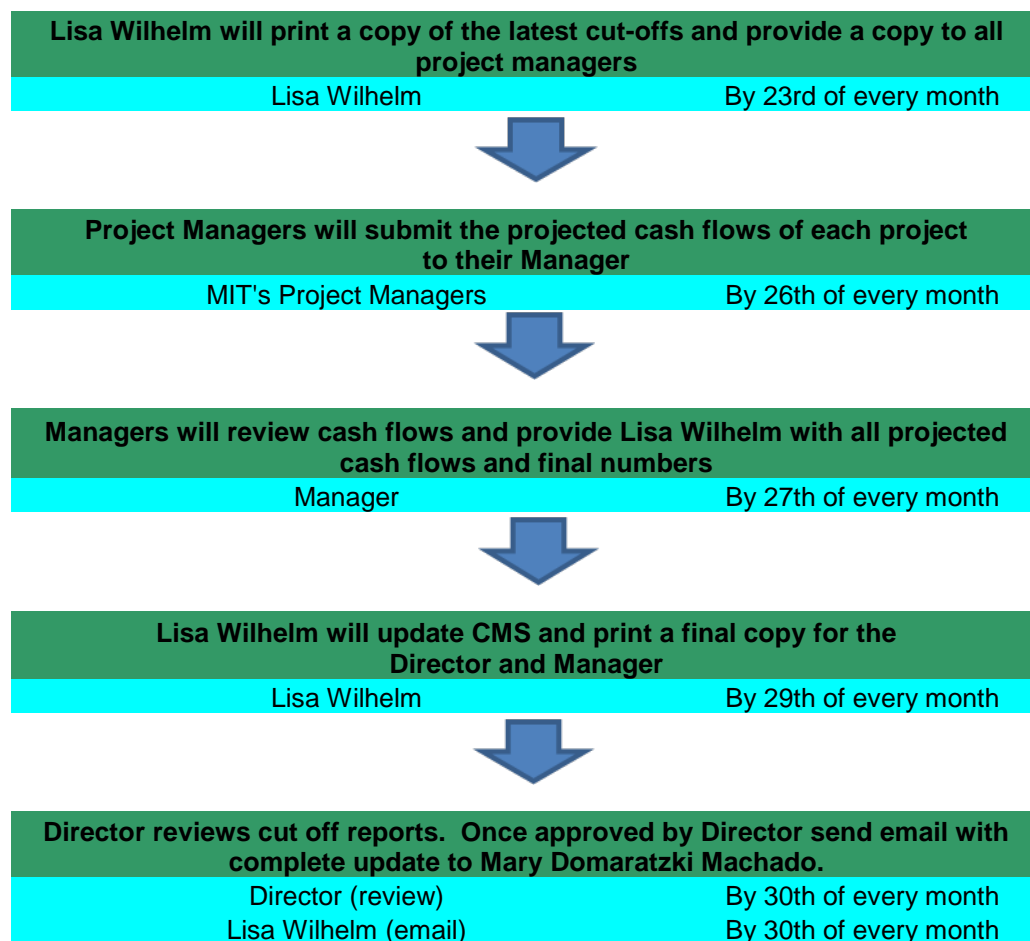 Lisa Wilhelm will print a copy of the latest cut-offs and provide a copy to all
project managers
Lisa Wilhelm By 23rd of every month
Project Managers will submit the projected cash flows of each project
to their Manager
MIT's Project Managers By 26th of every month
Managers will review cash flows and provide Lisa Wilhelm with all projected
cash flows and final numbers
Manager By 27th of every month
Lisa Wilhelm will update CMS and print a final copy for the
Director and Manager
Lisa Wilhelm By 29th of every month
Director reviews cut off reports.  Once approved by Director send email with
complete update to Mary Domaratzki Machado.
Director (review) By 30th of every month
Lisa Wilhelm (email) By 30th of every month